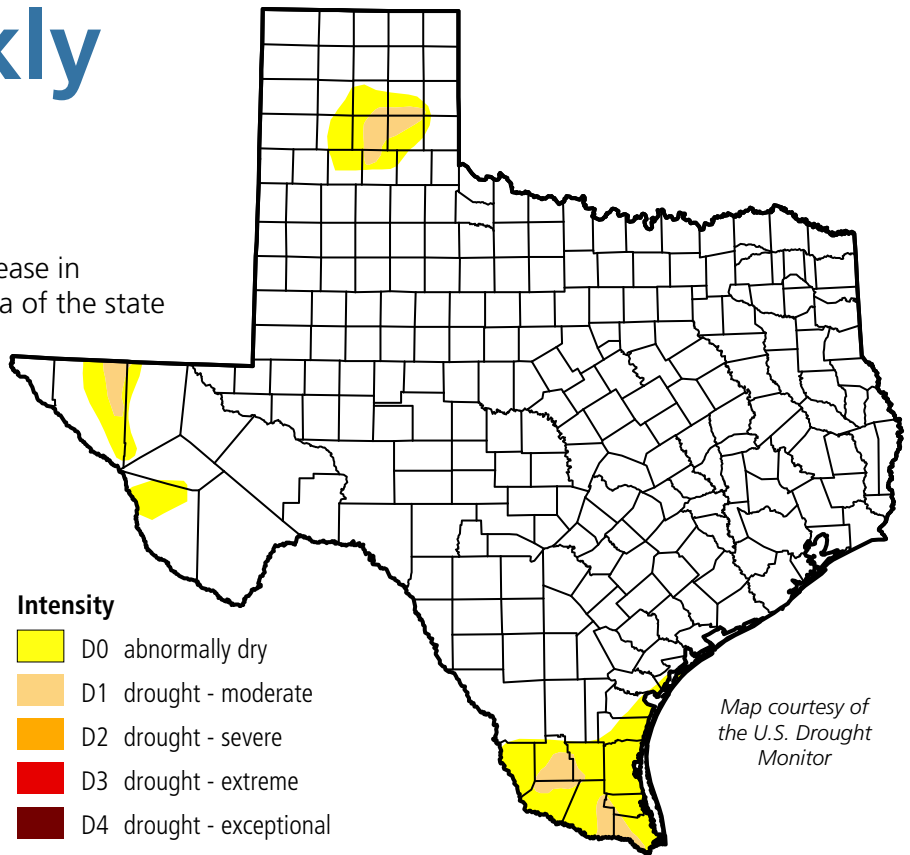 kly
ease in
a of the state
Intensity
D0 abnormally dry
D1 drought - moderate
D2 drought - severe
D3 drought - extreme
D4 drought - exceptional
Map courtesy of
the U.S. Drought
Monitor